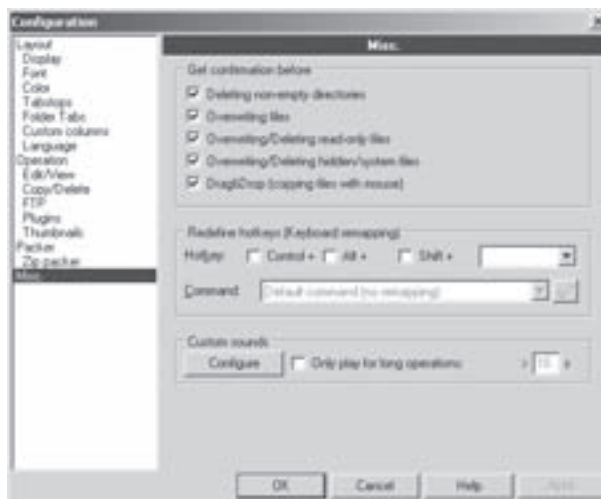 Configuration
Layout
Display
Font
Color
Tabstops
Folder Tabs
Custom columns
Language
Operation
Edit/View
Copy/Delete
FTP
Plugins
Thumbnails
Packer
Zip packer
Misc.
Misc.
Get confirmation before
Deleting non-empty directories
Overwriting files
Overwriting/Deleting read-only files
Overwriting/Deleting hidden/system files
Drag&Drop (copying files with mouse)
Redefine hotkeys (Keyboard remapping)
Hotkey: Control + Alt + Shift +
Command: Default command (no remapping)
Custom sounds
Configure Only play for long operations: > 10 s
OK Cancel Help Apply